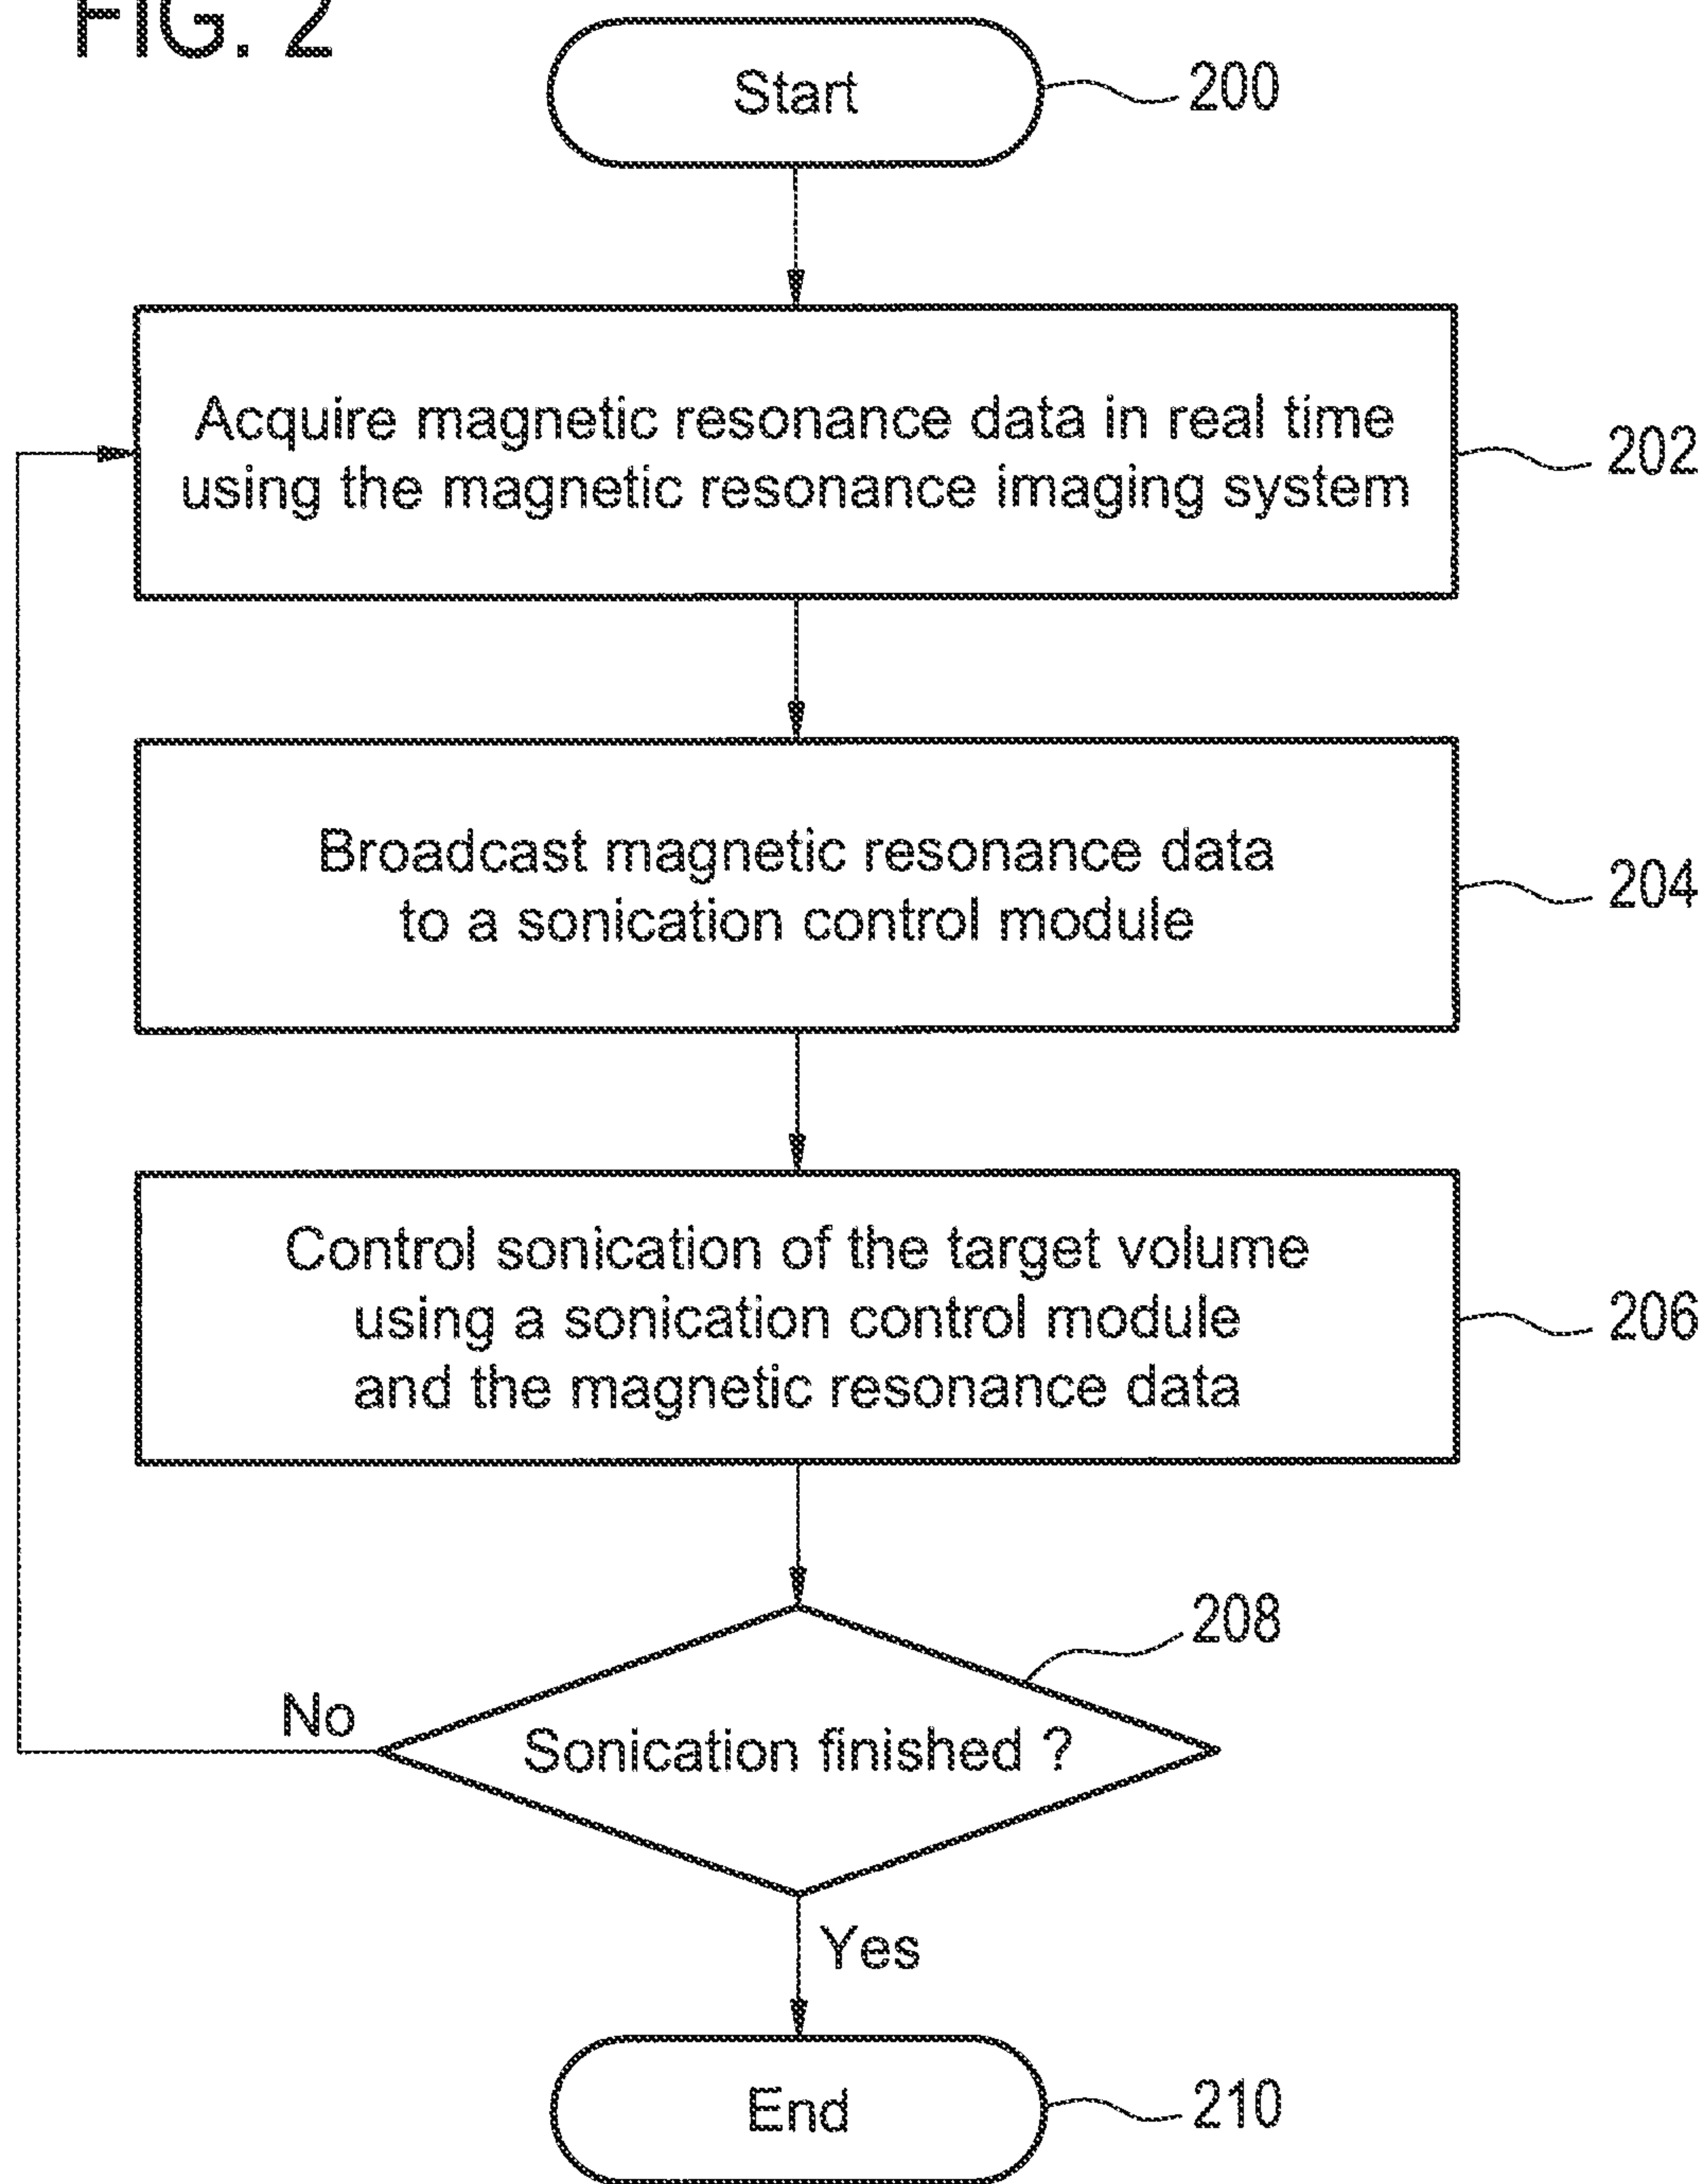 FIG. 2
Start
200
Acquire magnetic resonance data in real time
using the magnetic resonance imaging system
202
Broadcast magnetic resonance data
to a sonication control module
204
Control sonication of the target volume
using a sonication control module
and the magnetic resonance data
206
208
Sonication finished ?
No
Yes
End
210